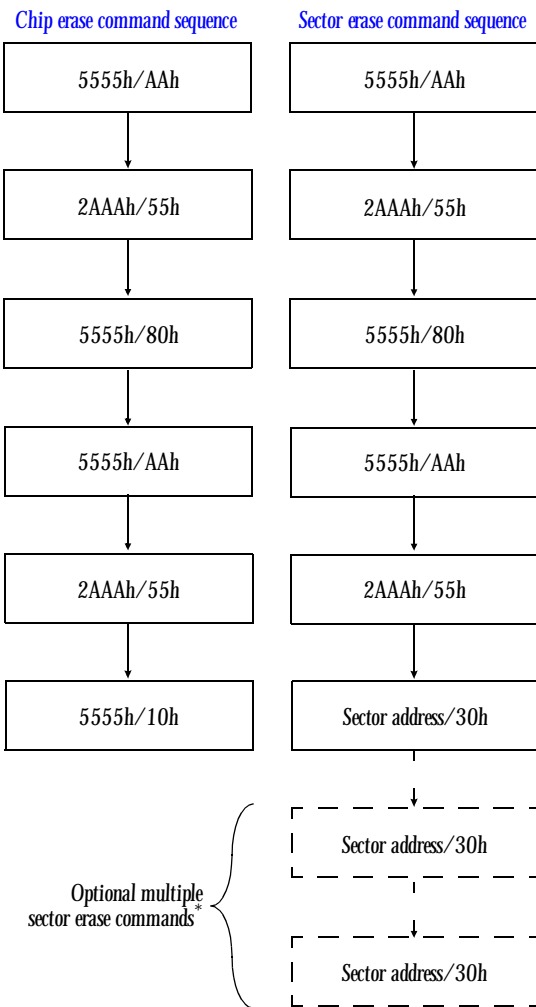 Chip erase command sequence
5555h/AAh
2AAAh/55h
5555h/80h
5555h/AAh
2AAAh/55h
5555h/10h
Sector erase command sequence
5555h/AAh
2AAAh/55h
5555h/80h
5555h/AAh
2AAAh/55h
Sector address/30h
Sector address/30h
Sector address/30h
Optional multiple
sector erase commands*